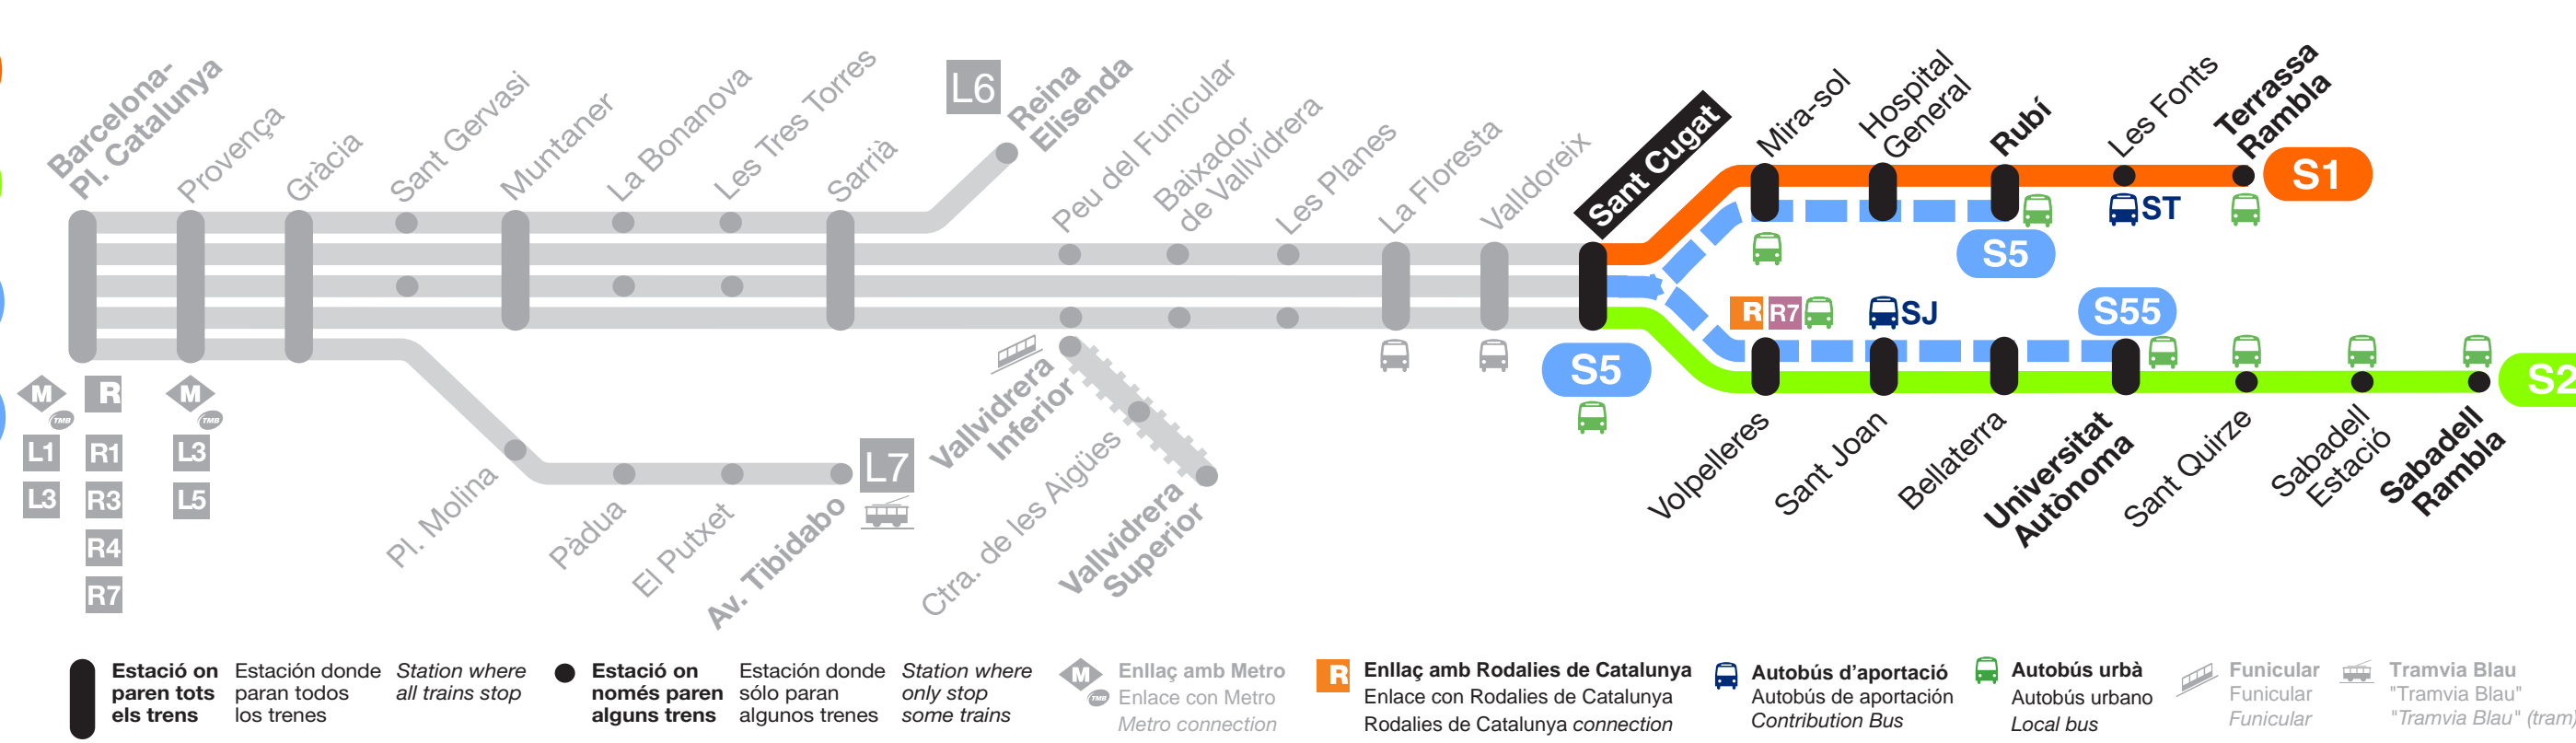 Barcelona-
Pl. Catalunya
Provença
Gràcia
Sant Gervasi
Muntaner
La Bonanova
Les Tres Torres
Sarrià
L6
Reina
Elisenda
Peu del Funicular
Baixador
de Vallvidrera
Les Planes
La Floresta
Valldoreix
Sant Cugat
Mira-sol
Hospital
General
Rubí
Les Fonts
Terrassa
Rambla
S1
ST
S5
R R7
SJ
S55
S5
S2
M
TMB
L1
L3
R
R1
R3
R4
R7
M
TMB
L3
L5
Pl. Molina
Pàdua
El Putxet
Av. Tibidabo
L7
Vallvidrera
Inferior
Ctra. de les Aigües
Vallvidrera
Superior
Volpelleres
Sant Joan
Bellaterra
Universitat
Autònoma
Sant Quirze
Sabadell
Estació
Sabadell
Rambla
Estació on
paren tots
els trens
Estación donde
paran todos
los trenes
Station where
all trains stop
Estació on
només paren
alguns trens
Estación donde
sólo paran
algunos trenes
Station where
only stop
some trains
M
TMB
Enllaç amb Metro
Enlace con Metro
Metro connection
R
Enllaç amb Rodalies de Catalunya
Enlace con Rodalies de Catalunya
Rodalies de Catalunya connection
Autobús d'aportació
Autobús de aportación
Contribution Bus
Autobús urbà
Autobús urbano
Local bus
Funicular
Funicular
Funicular
Tramvia Blau
"Tramvia Blau"
"Tramvia Blau" (tram)